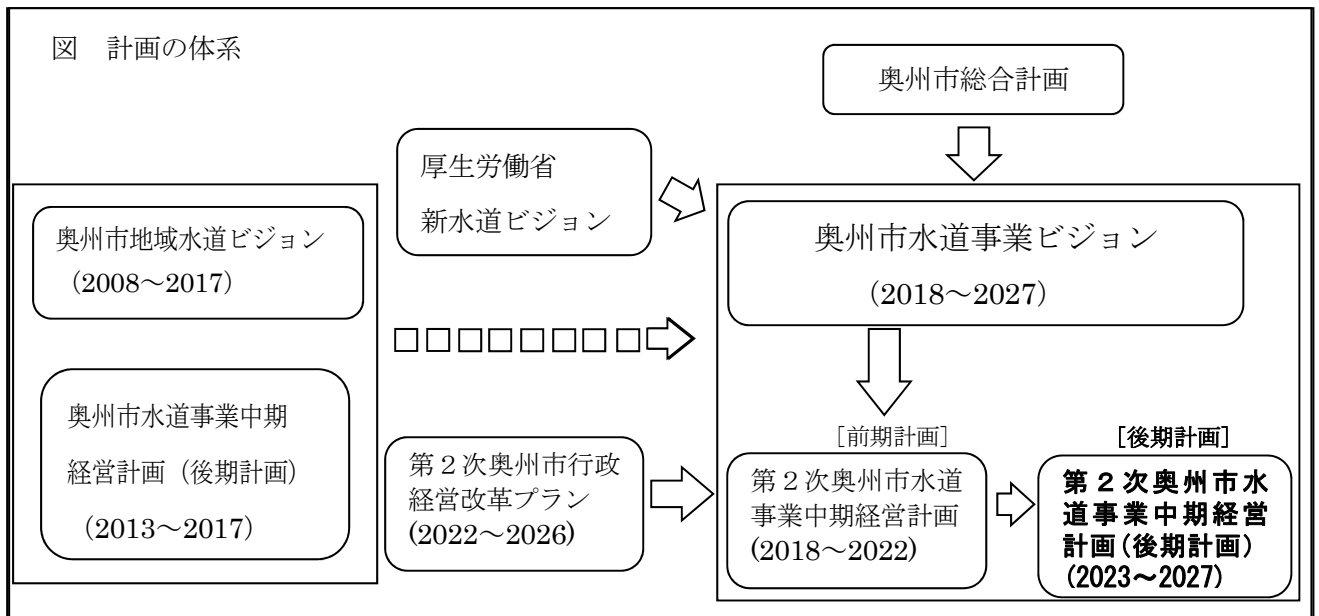 図　計画の体系
奥州市総合計画
厚生労働省
新水道ビジョン
奥州市地域水道ビジョン
（2008～2017）
奥州市水道事業ビジョン
（2018～2027）
奥州市水道事業中期
経営計画（後期計画）
（2013～2017）
第２次奥州市行政
経営改革プラン
(2022～2026)
［前期計画］
第２次奥州市水道
事業中期経営計画
(2018～2022)
［後期計画］
第２次奥州市水
道事業中期経営
計画(後期計画)
(2023～2027)